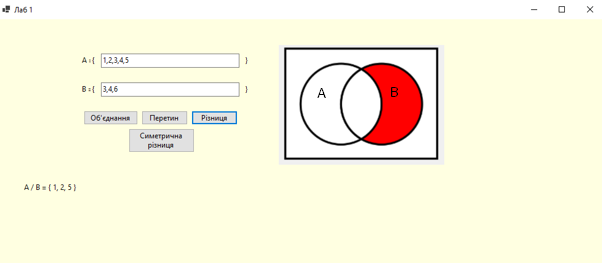 Лаб 1
A = { 1,2,3,4,5 }
B = { 3,4,6 }
Об'єднання Перетин Різниця
Симетрична
різниця
A B
A / B = { 1, 2, 5 }